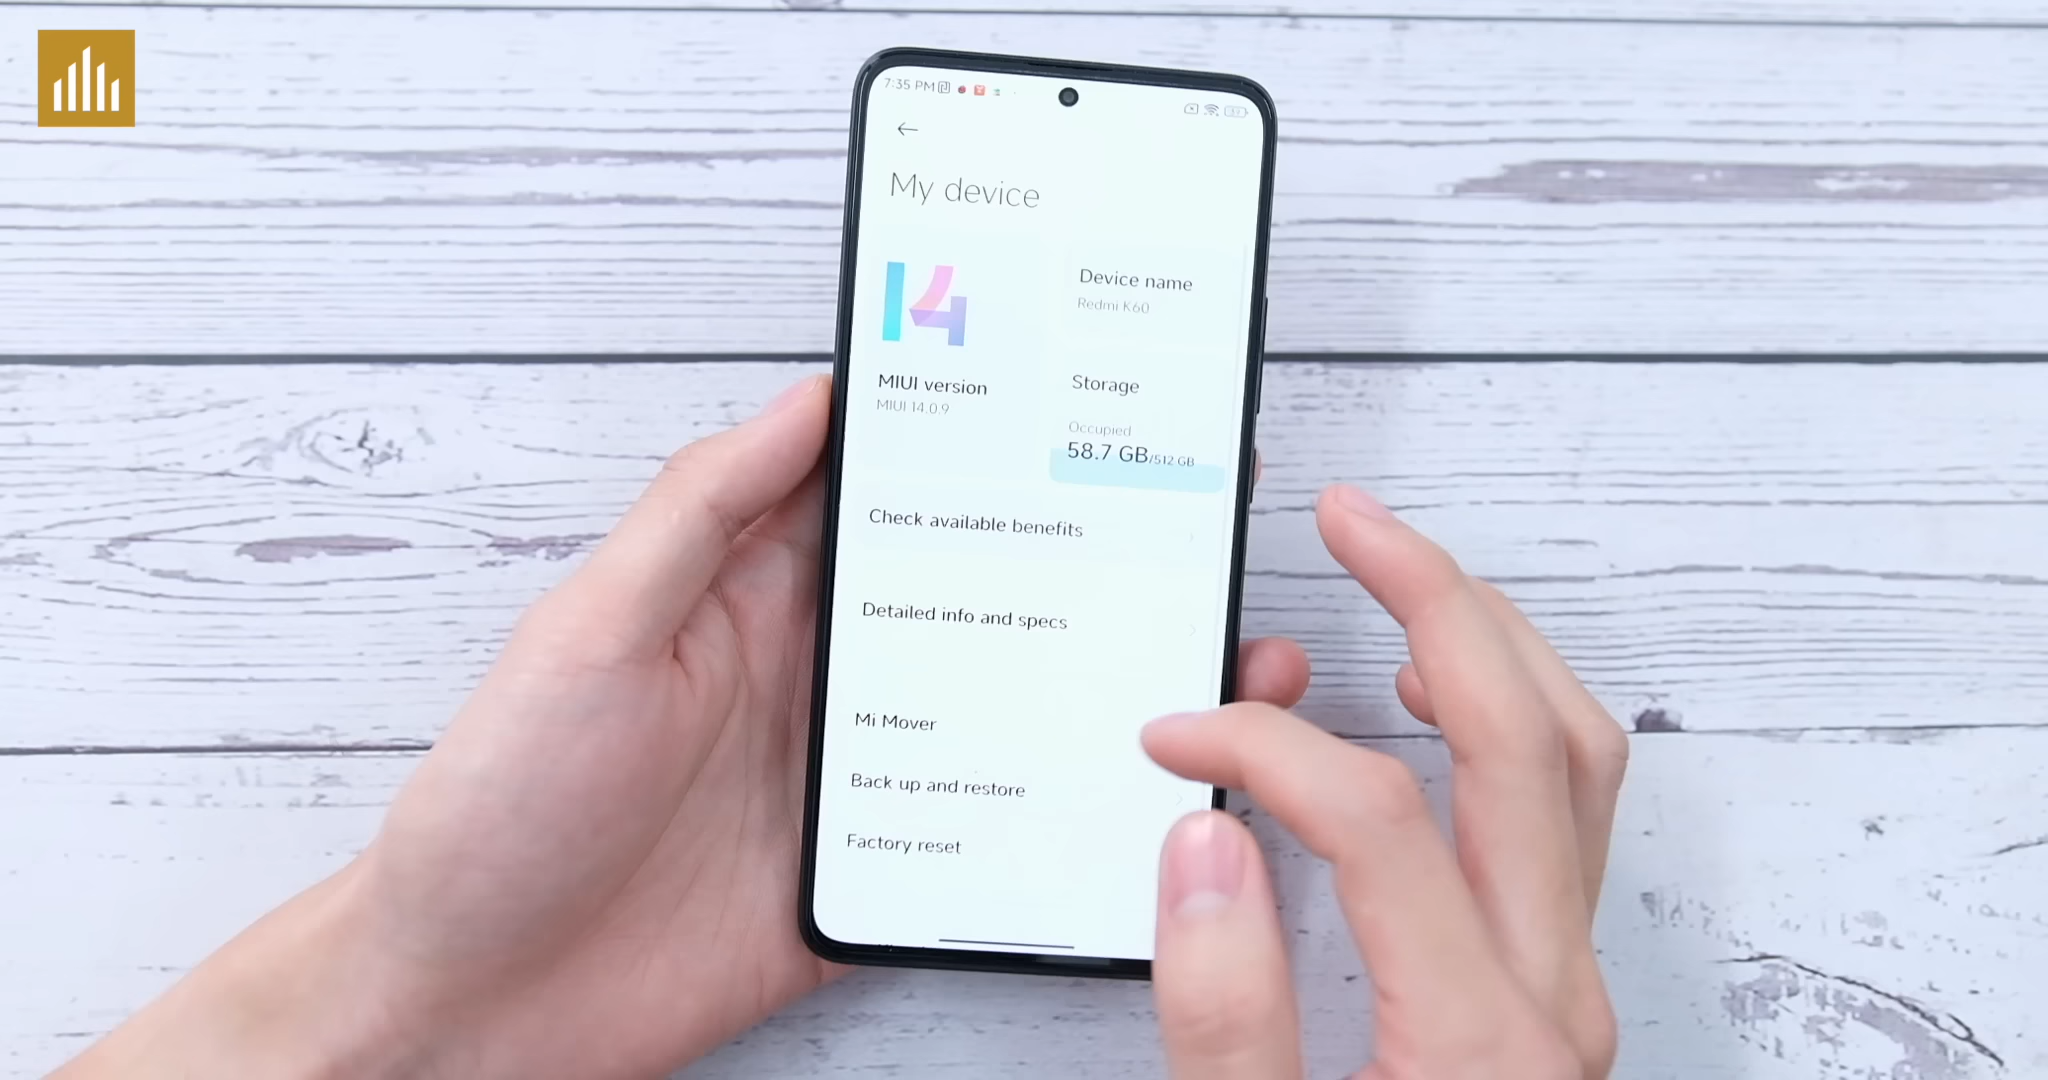 7:35 PM
My device
14
Device name
Redmi K60
MIUI version
MIUI 14.0.9
Storage
Occupied
58.7 GB/512 GB
Check available benefits
Detailed info and specs
Mi Mover
Back up and restore
Factory reset